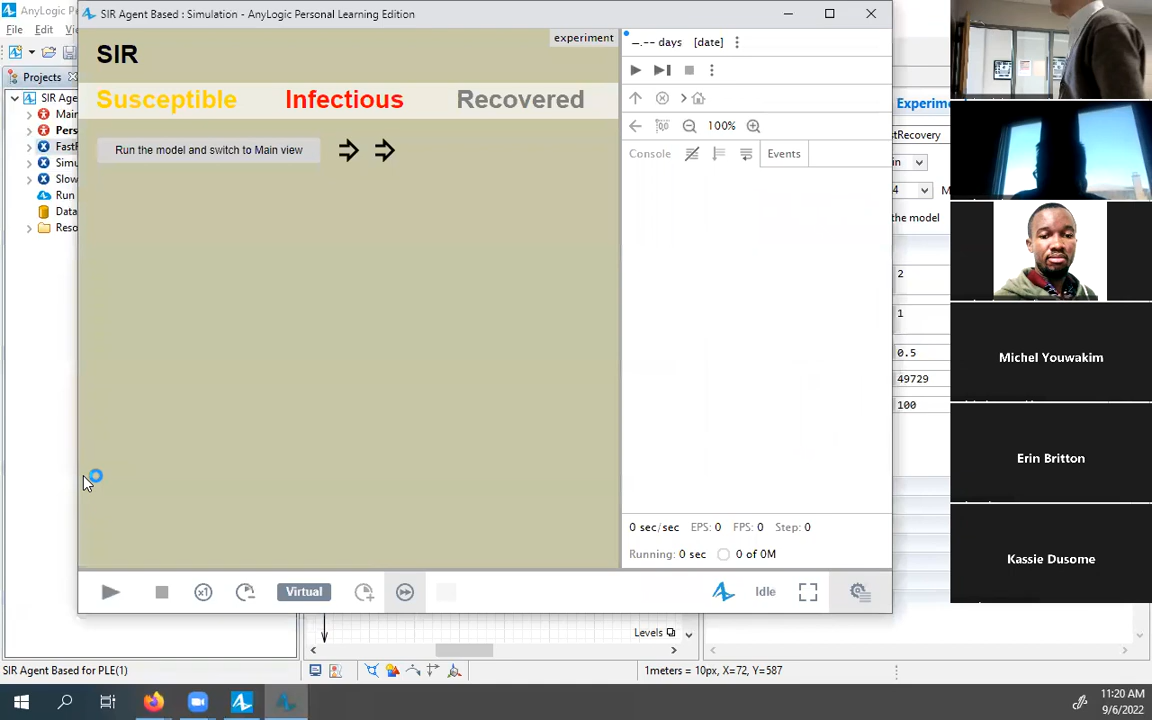 SIR Agent Based : Simulation - AnyLogic Personal Learning Edition
AnyLogic Pers
File Edit
Projects
SIR Age
Main
Pers
FastR
Simu
Slow
Run
Data
Reso
experiment
SIR
Susceptible Infectious Recovered
Run the model and switch to Main view
–.-- days [date]
100%
Console Events
0 sec/sec EPS: 0 FPS: 0 Step: 0
Running: 0 sec 0 of 0M
x1 Virtual Idle
Experim
stRecovery
in
4 M
the model
2
1
0.5
49729
100
Levels
SIR Agent Based for PLE(1)
1meters = 10px, X=72, Y=587
Michel Youwakim
Erin Britton
Kassie Dusome
11:20 AM
9/6/2022